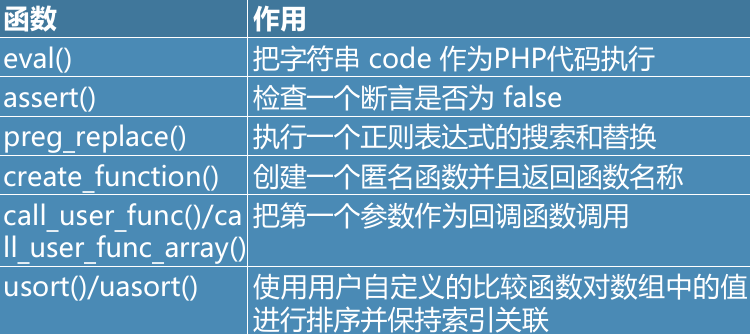 函数 作用
eval() 把字符串 code 作为PHP代码执行
assert() 检查一个断言是否为 false
preg_replace() 执行一个正则表达式的搜索和替换
create_function() 创建一个匿名函数并且返回函数名称
call_user_func()/ca 把第一个参数作为回调函数调用
ll_user_func_array()
usort()/uasort() 使用用户自定义的比较函数对数组中的值
进行排序并保持索引关联